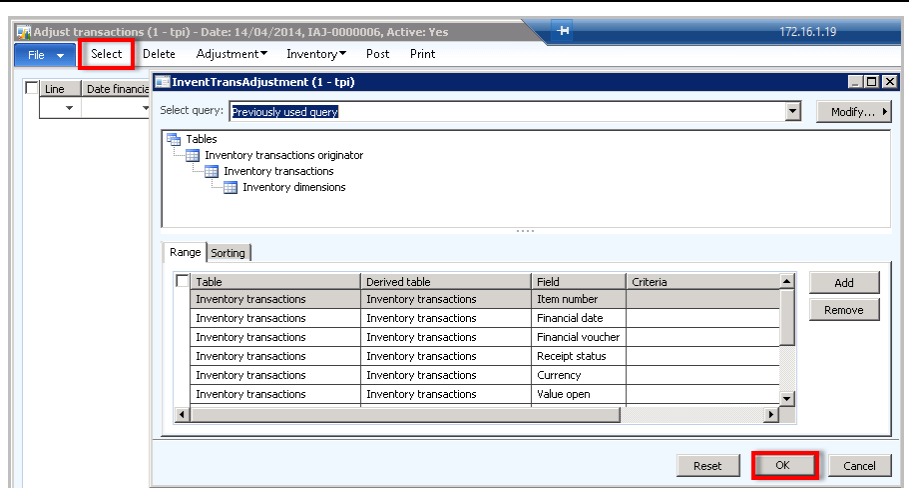 Adjust transactions (1 - tpi) - Date: 14/04/2014, IAJ-0000006, Active: Yes
172.16.1.19
File Select Delete Adjustment Inventory Post Print
Line Date financia
InventTransAdjustment (1 - tpi)
Select query: Previously used query Modify...
Tables
Inventory transactions originator
Inventory transactions
Inventory dimensions
Range Sorting
Table Derived table Field Criteria Add
Inventory transactions Inventory transactions Item number
Remove
Inventory transactions Inventory transactions Financial date
Inventory transactions Inventory transactions Financial voucher
Inventory transactions Inventory transactions Receipt status
Inventory transactions Inventory transactions Currency
Inventory transactions Inventory transactions Value open
Reset OK Cancel